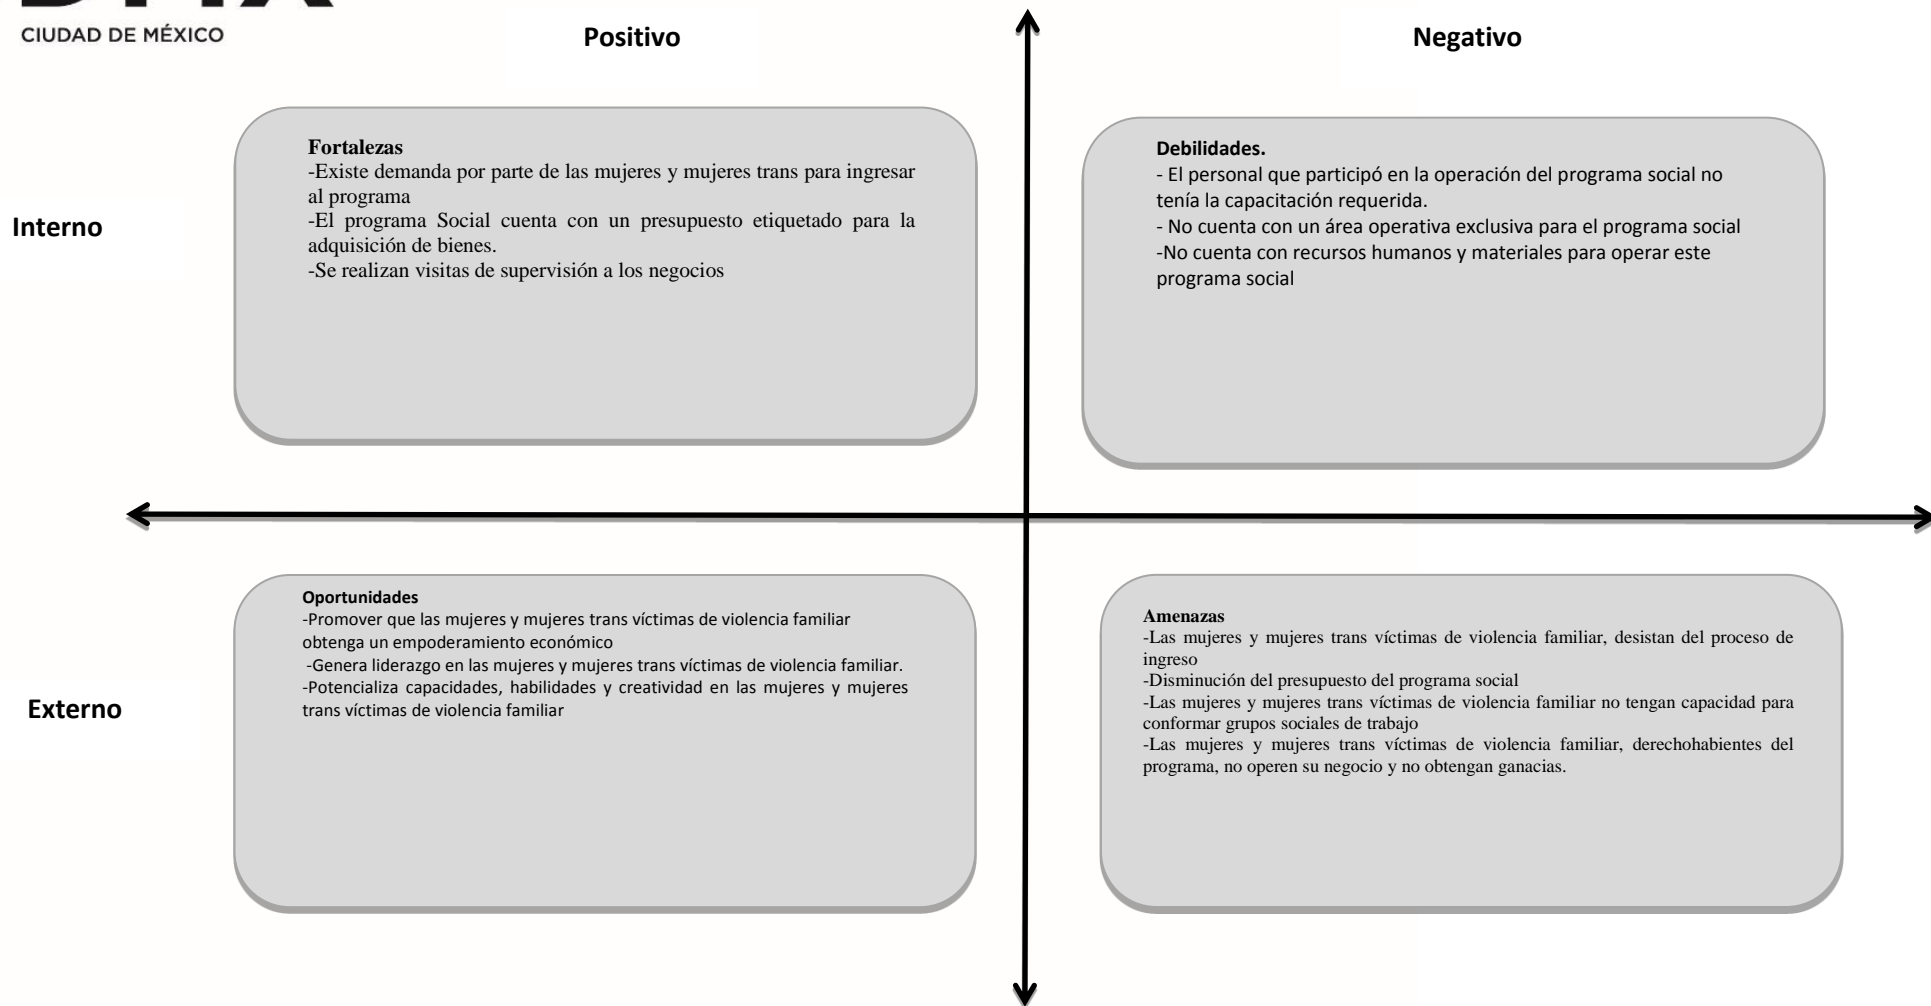 CIUDAD DE MÉXICO
Positivo
Negativo
Interno
Fortalezas
-Existe demanda por parte de las mujeres y mujeres trans para ingresar
al programa
-El programa Social cuenta con un presupuesto etiquetado para la
adquisición de bienes.
-Se realizan visitas de supervisión a los negocios
Debilidades.
- El personal que participó en la operación del programa social no
tenía la capacitación requerida.
- No cuenta con un área operativa exclusiva para el programa social
-No cuenta con recursos humanos y materiales para operar este
programa social
Externo
Oportunidades
-Promover que las mujeres y mujeres trans víctimas de violencia familiar
obtenga un empoderamiento económico
-Genera liderazgo en las mujeres y mujeres trans víctimas de violencia familiar.
-Potencializa capacidades, habilidades y creatividad en las mujeres y mujeres
trans víctimas de violencia familiar
Amenazas
-Las mujeres y mujeres trans víctimas de violencia familiar, desistan del proceso de
ingreso
-Disminución del presupuesto del programa social
-Las mujeres y mujeres trans víctimas de violencia familiar no tengan capacidad para
conformar grupos sociales de trabajo
-Las mujeres y mujeres trans víctimas de violencia familiar, derechohabientes del
programa, no operen su negocio y no obtengan ganacias.